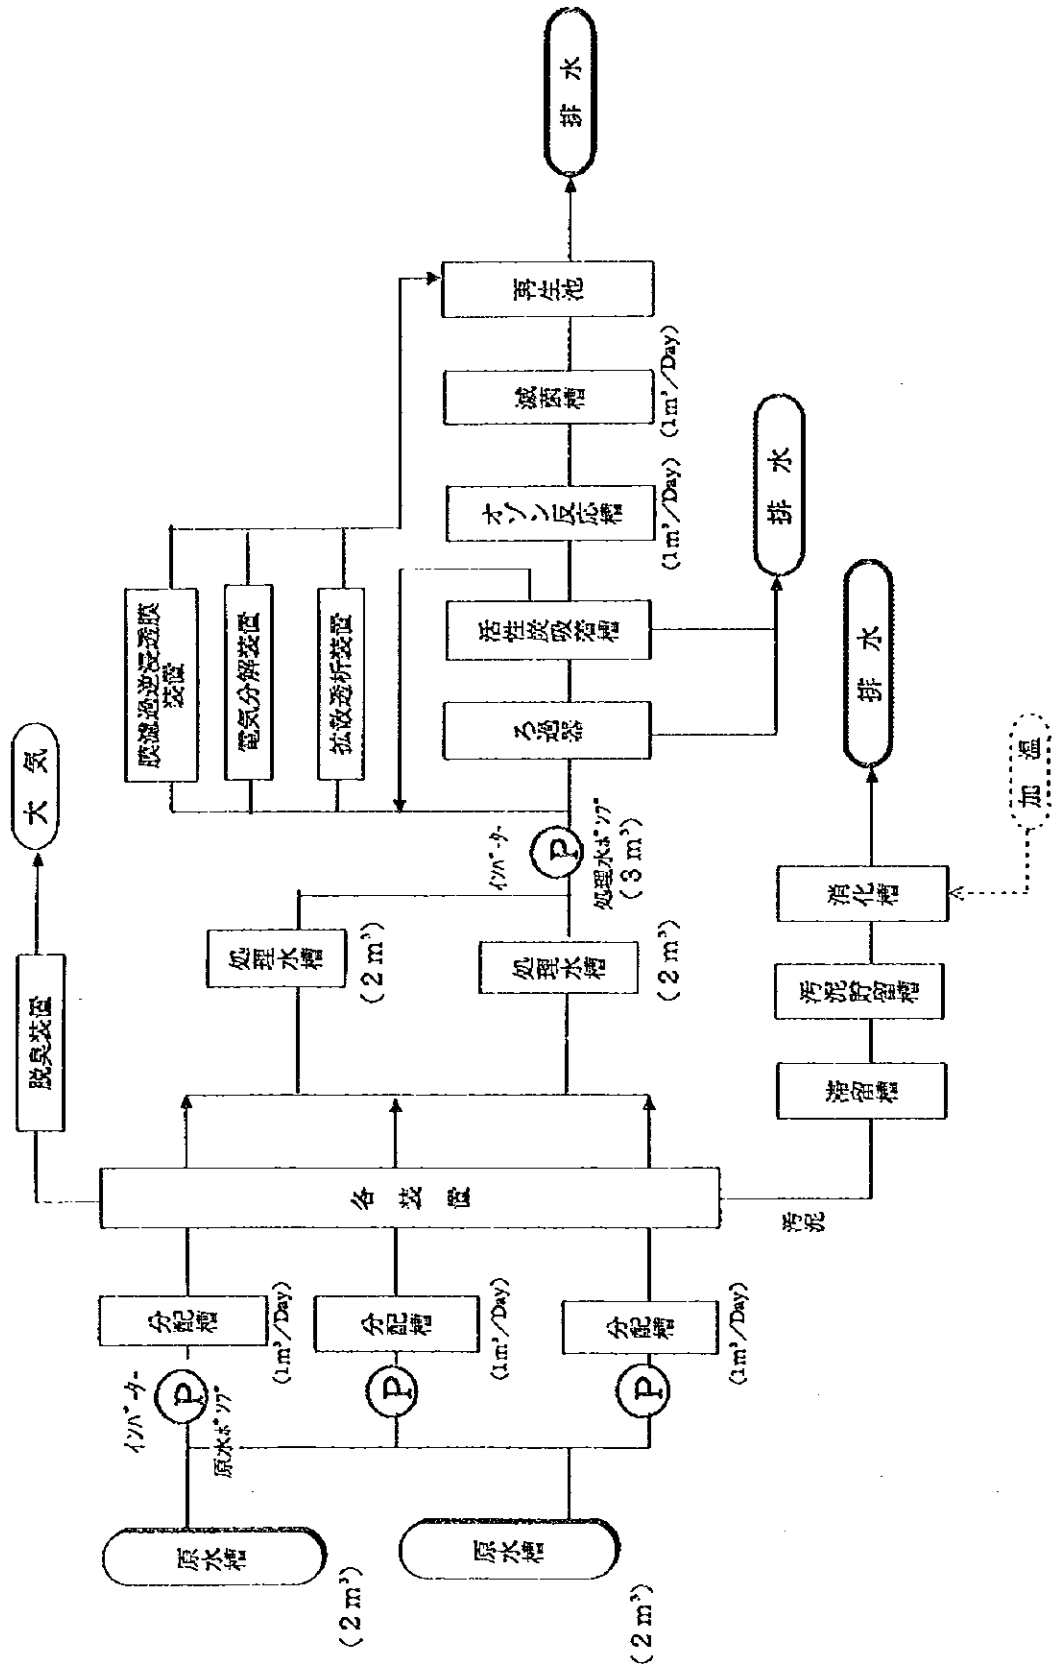 原水槽
(2m³)
原水槽
(2m³)
インバーター
P
原水ポンプ
P
P
分配槽
(1m³/Day)
分配槽
(1m³/Day)
分配槽
(1m³/Day)
各装置
汚泥
脱臭装置
大気
処理水槽
(2m³)
処理水槽
(2m³)
インバーター
P
処理水ポンプ
(3m³)
滞留槽
汚泥貯留槽
消化槽
加温
排水
膜濾過逆浸透膜
装置
電気分解装置
拡散透析装置
ろ過器
活性炭吸着槽
排水
オゾン反応槽
(1m³/Day)
滅菌槽
(1m³/Day)
再生池
排水